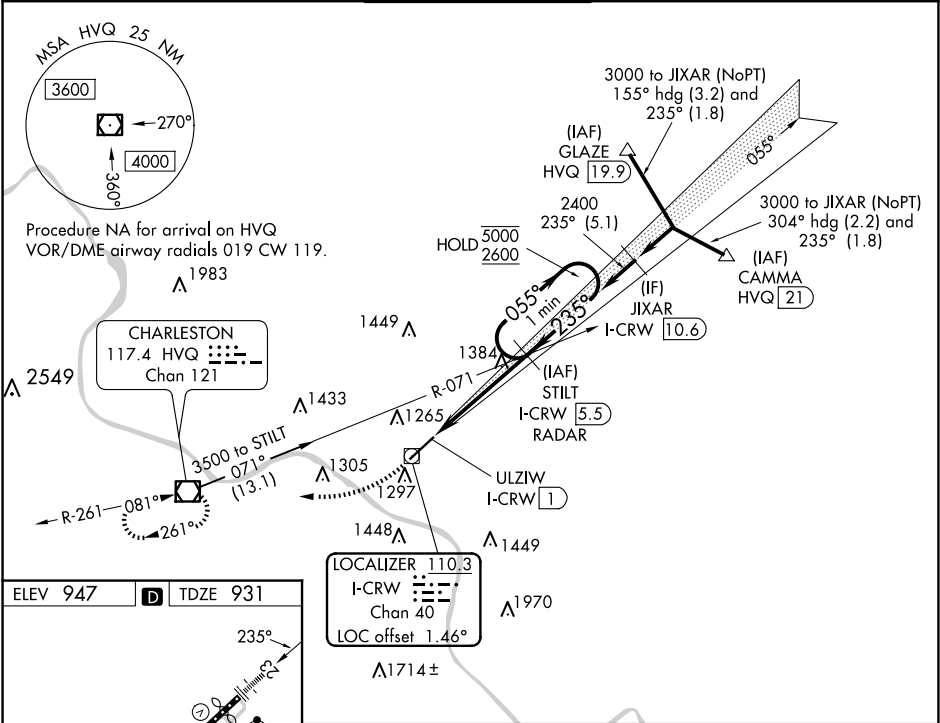 MSA HVQ 25 NM
3600
270°
4000
360°
Procedure NA for arrival on HVQ
VOR/DME airway radials 019 CW 119.
1983
3000 to JIXAR (NoPT)
155° hdg (3.2) and
235° (1.8)
(IAF)
GLAZE
HVQ 19.9
055°
2400
235° (5.1)
3000 to JIXAR (NoPT)
304° hdg (2.2) and
235° (1.8)
HOLD 5000
2600
(IAF)
CAMMA
HVQ 21
(IF)
JIXAR
I-CRW 10.6
055°
1 min
235°
1449
1384
CHARLESTON
117.4 HVQ
Chan 121
2549
R-071
(IAF)
STILT
I-CRW 5.5
RADAR
1433
1265
3500 to STILT
071°
(13.1)
1305
1297
ULZIW
I-CRW 1
R-261
081°
261°
1448
1449
LOCALIZER 110.3
I-CRW
Chan 40
LOC offset 1.46°
1970
1714±
ELEV 947
D
TDZE 931
235°
23
V